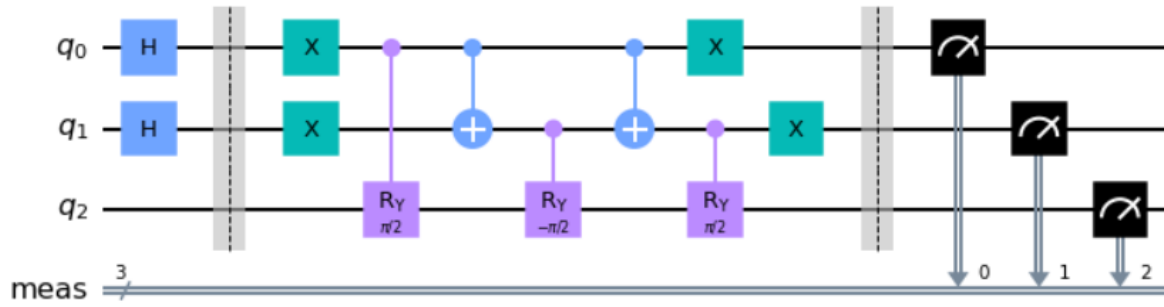 q0 H X X
q1 H X X
q2 RY π/2 RY -π/2 RY π/2
meas 3 0 1 2